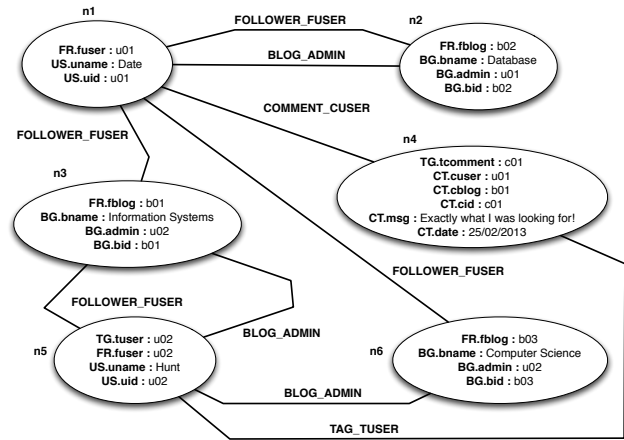 n1
FR.fuser : u01
US.uname : Date
US.uid : u01
FOLLOWER_FUSER
BLOG_ADMIN
n2
FR.fblog : b02
BG.bname : Database
BG.admin : u01
BG.bid : b02
COMMENT_CUSER
FOLLOWER_FUSER
n4
TG.tcomment : c01
CT.cuser : u01
CT.cblog : b01
CT.cid : c01
CT.msg : Exactly what I was looking for!
CT.date : 25/02/2013
n3
FR.fblog : b01
BG.bname : Information Systems
BG.admin : u02
BG.bid : b01
FOLLOWER_FUSER
FOLLOWER_FUSER
BLOG_ADMIN
n5
TG.tuser : u02
FR.fuser : u02
US.uname : Hunt
US.uid : u02
n6
FR.fblog : b03
BG.bname : Computer Science
BG.admin : u02
BG.bid : b03
BLOG_ADMIN
TAG_TUSER